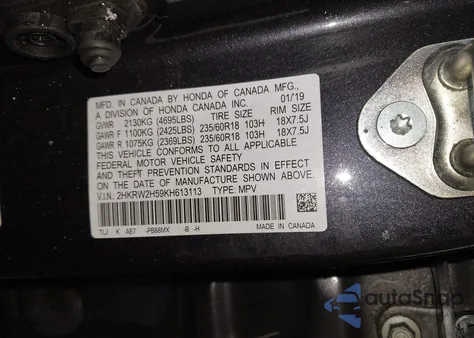 MFD. IN CANADA BY HONDA OF CANADA MFG.,
A DIVISION OF HONDA CANADA INC. 01/19
GVWR 2130KG (4695LBS) TIRE SIZE RIM SIZE
GAWR F 1100KG (2425LBS) 235/60R18 103H 18X7.5J
GAWR R 1075KG (2369LBS) 235/60R18 103H 18X7.5J
THIS VEHICLE CONFORMS TO ALL APPLICABLE
FEDERAL MOTOR VEHICLE SAFETY
AND THEFT PREVENTION STANDARDS IN EFFECT
ON THE DATE OF MANUFACTURE SHOWN ABOVE.
V.I.N.: 2HKRW2H59KH613113 TYPE: MPV
TLJ K AE7 -PB88MX -B -H MADE IN CANADA
autoSnap